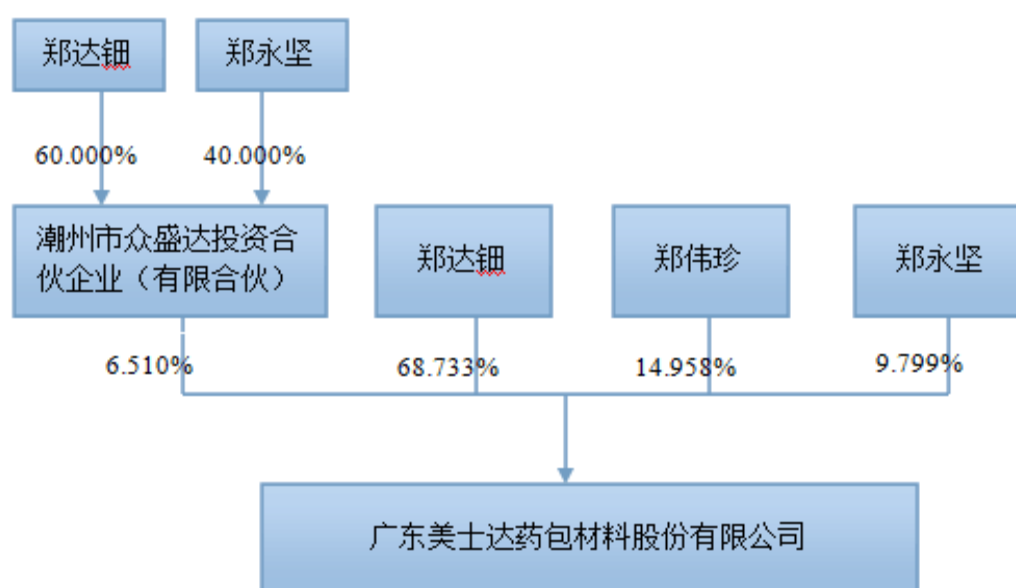 郑达钿
郑永坚
60.000%
40.000%
潮州市众盛达投资合
伙企业（有限合伙）
郑达钿
郑伟珍
郑永坚
6.510%
68.733%
14.958%
9.799%
广东美士达药包材料股份有限公司